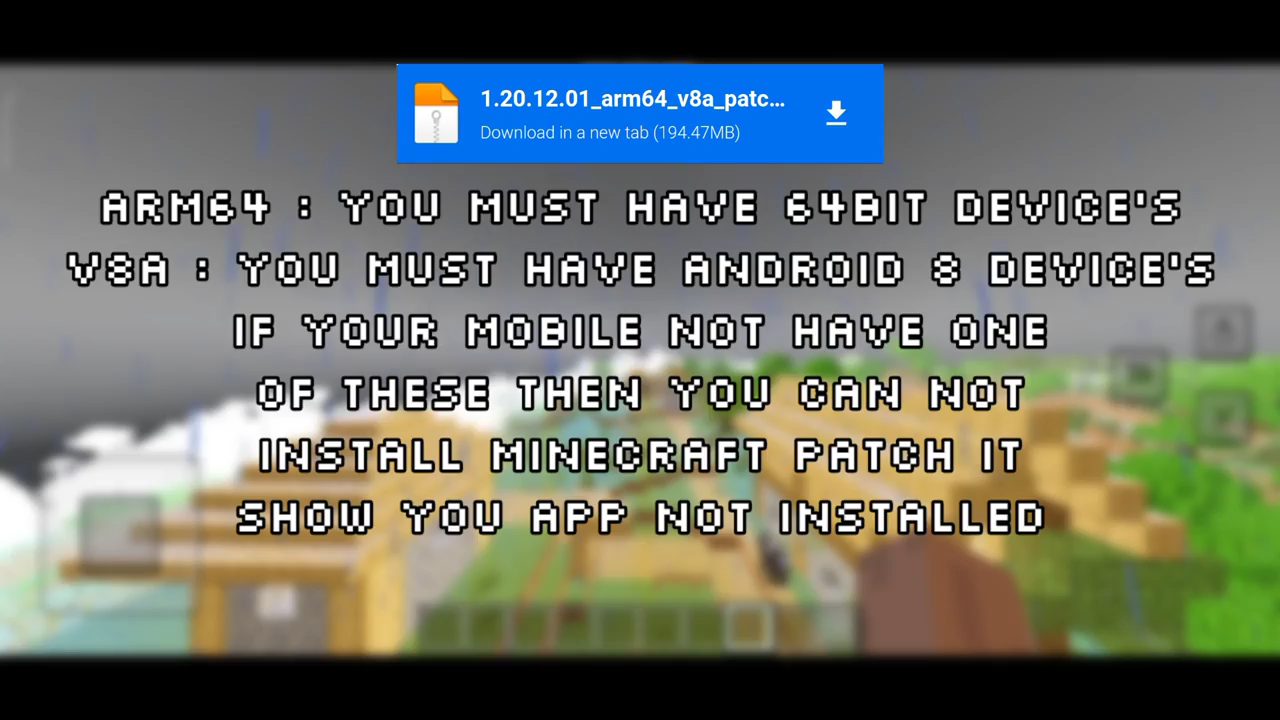 1.20.12.01_arm64_v8a_patc...
Download in a new tab (194.47MB)
ARM64 : YOU MUST HAVE 64BIT DEVICE'S
V8A : YOU MUST HAVE ANDROID 8 DEVICE'S
IF YOUR MOBILE NOT HAVE ONE
OF THESE THEN YOU CAN NOT
INSTALL MINECRAFT PATCH IT
SHOW YOU APP NOT INSTALLED